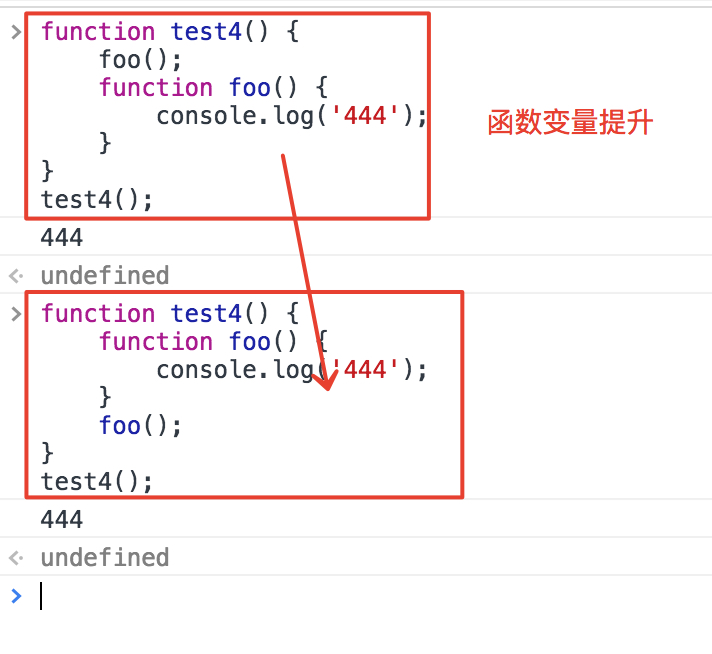 function test4() {
    foo();
    function foo() {
        console.log('444');
    }
}
test4();
函数变量提升
444
undefined
function test4() {
    function foo() {
        console.log('444');
    }
    foo();
}
test4();
444
undefined